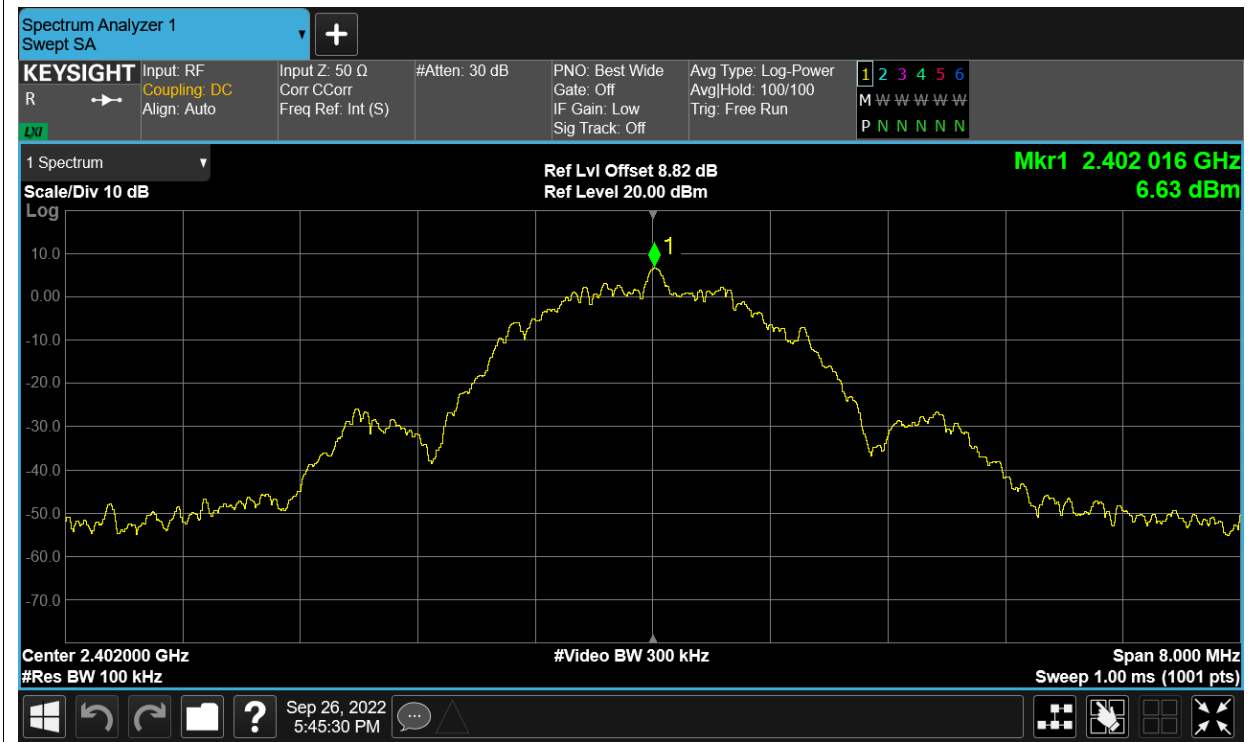 Spectrum Analyzer 1
Swept SA
+
KEYSIGHT
R
LXI
Input: RF
Coupling: DC
Align: Auto
Input Z: 50 Ω
Corr CCorr
Freq Ref: Int (S)
#Atten: 30 dB
PNO: Best Wide
Gate: Off
IF Gain: Low
Sig Track: Off
Avg Type: Log-Power
Avg|Hold: 100/100
Trig: Free Run
1 2 3 4 5 6
M W W W W W
P N N N N N
1 Spectrum
Scale/Div 10 dB
Log
Ref Lvl Offset 8.82 dB
Ref Level 20.00 dBm
Mkr1 2.402 016 GHz
6.63 dBm
1
10.0
0.00
-10.0
-20.0
-30.0
-40.0
-50.0
-60.0
-70.0
Center 2.402000 GHz
#Res BW 100 kHz
#Video BW 300 kHz
Span 8.000 MHz
Sweep 1.00 ms (1001 pts)
?
Sep 26, 2022
5:45:30 PM